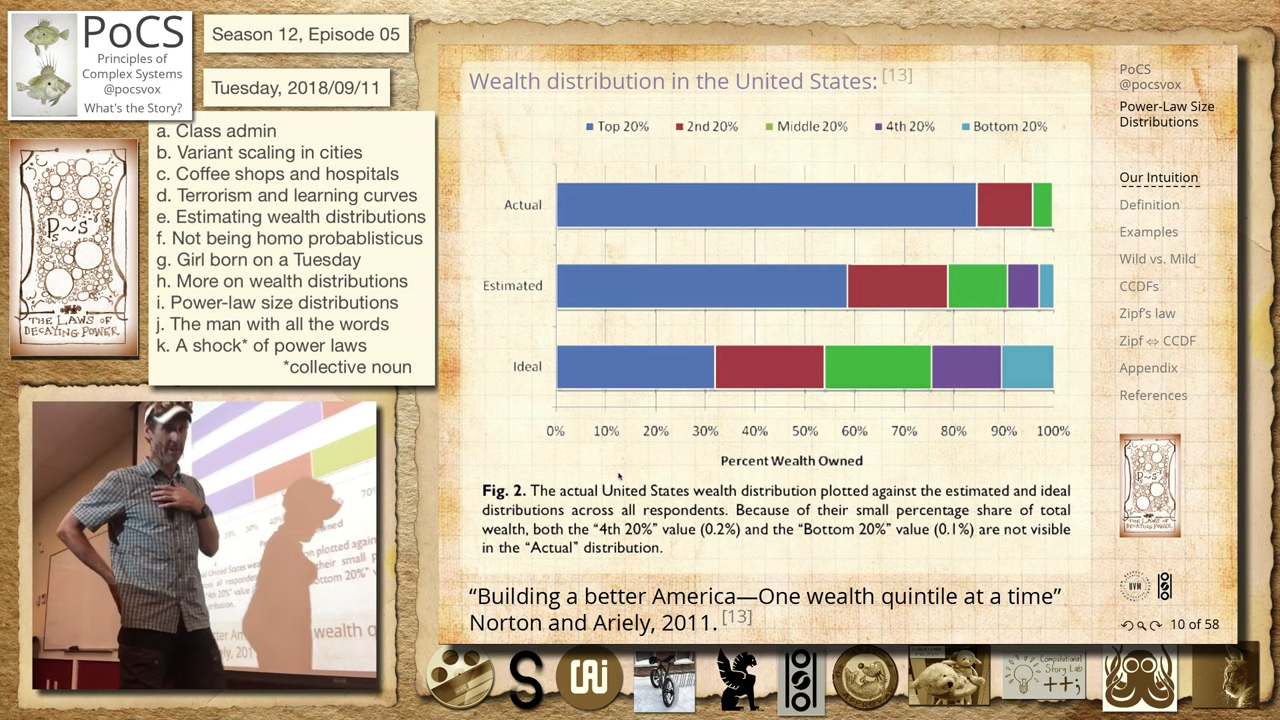 PoCS
Principles of
Complex Systems
@pocsvox
What's the Story?
Season 12, Episode 05
Tuesday, 2018/09/11
a. Class admin
b. Variant scaling in cities
c. Coffee shops and hospitals
d. Terrorism and learning curves
e. Estimating wealth distributions
f. Not being homo probablisticus
g. Girl born on a Tuesday
h. More on wealth distributions
i. Power-law size distributions
j. The man with all the words
k. A shock* of power laws
*collective noun
P~s
THE LAWS OF
DECAYING POWER
Wealth distribution in the United States: [13]
Top 20% 2nd 20% Middle 20% 4th 20% Bottom 20%
Actual
Estimated
Ideal
0% 10% 20% 30% 40% 50% 60% 70% 80% 90% 100%
Percent Wealth Owned
Fig. 2. The actual United States wealth distribution plotted against the estimated and ideal
distributions across all respondents. Because of their small percentage share of total
wealth, both the “4th 20%” value (0.2%) and the “Bottom 20%” value (0.1%) are not visible
in the “Actual” distribution.
“Building a better America—One wealth quintile at a time”
Norton and Ariely, 2011. [13]
PoCS
@pocsvox
Power-Law Size
Distributions
Our Intuition
Definition
Examples
Wild vs. Mild
CCDFs
Zipf's law
Zipf ⇔ CCDF
Appendix
References
P~s
THE LAWS OF
DECAYING POWER
UVM
10 of 58
Computational
Story Lab
++;